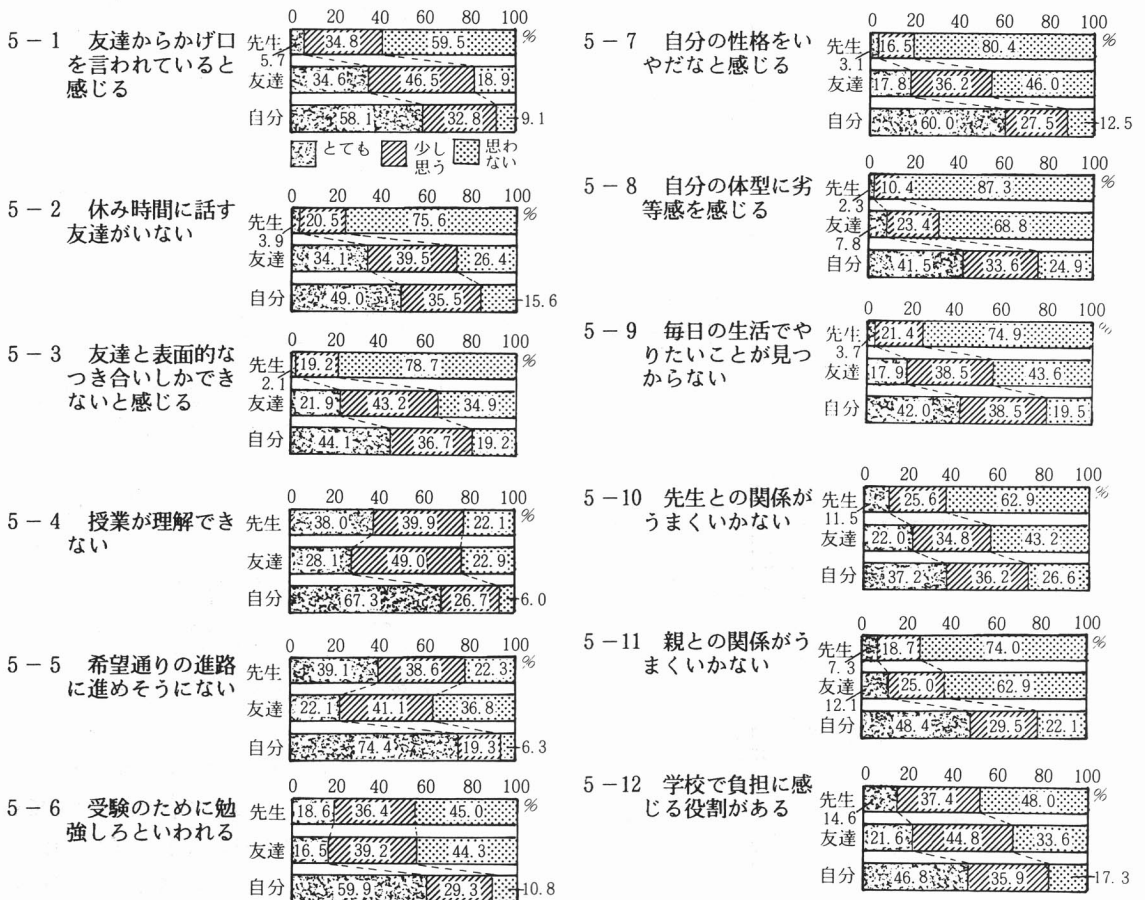 5－1 友達からかげ口
を言われていると
感じる
0 20 40 60 80 100
%
先生 5.7 34.8 59.5
友達 34.6 46.5 18.9
自分 58.1 32.8 9.1
とても 少し思う 思わない
5－2 休み時間に話す
友達がいない
0 20 40 60 80 100
%
先生 3.9 20.5 75.6
友達 34.1 39.5 26.4
自分 49.0 35.5 15.6
5－3 友達と表面的な
つき合いしかでき
ないと感じる
0 20 40 60 80 100
%
先生 2.1 19.2 78.7
友達 21.9 43.2 34.9
自分 44.1 36.7 19.2
5－4 授業が理解でき
ない
0 20 40 60 80 100
%
先生 38.0 39.9 22.1
友達 28.1 49.0 22.9
自分 67.3 26.7 6.0
5－5 希望通りの進路
に進めそうにない
0 20 40 60 80 100
%
先生 39.1 38.6 22.3
友達 22.1 41.1 36.8
自分 74.4 19.3 6.3
5－6 受験のために勉
強しろといわれる
0 20 40 60 80 100
%
先生 18.6 36.4 45.0
友達 16.5 39.2 44.3
自分 59.9 29.3 10.8
5－7 自分の性格をい
やだなと感じる
0 20 40 60 80 100
%
先生 3.1 16.5 80.4
友達 17.8 36.2 46.0
自分 60.0 27.5 12.5
5－8 自分の体型に劣
等感を感じる
0 20 40 60 80 100
%
先生 2.3 10.4 87.3
友達 7.8 23.4 68.8
自分 41.5 33.6 24.9
5－9 毎日の生活でや
りたいことが見つ
からない
0 20 40 60 80 100
%
先生 3.7 21.4 74.9
友達 17.9 38.5 43.6
自分 42.0 38.5 19.5
5－10 先生との関係が
うまくいかない
0 20 40 60 80 100
%
先生 11.5 25.6 62.9
友達 22.0 34.8 43.2
自分 37.2 36.2 26.6
5－11 親との関係がう
まくいかない
0 20 40 60 80 100
%
先生 7.3 18.7 74.0
友達 12.1 25.0 62.9
自分 48.4 29.5 22.1
5－12 学校で負担に感
じる役割がある
0 20 40 60 80 100
%
先生 14.6 37.4 48.0
友達 21.6 44.8 33.6
自分 46.8 35.9 17.3